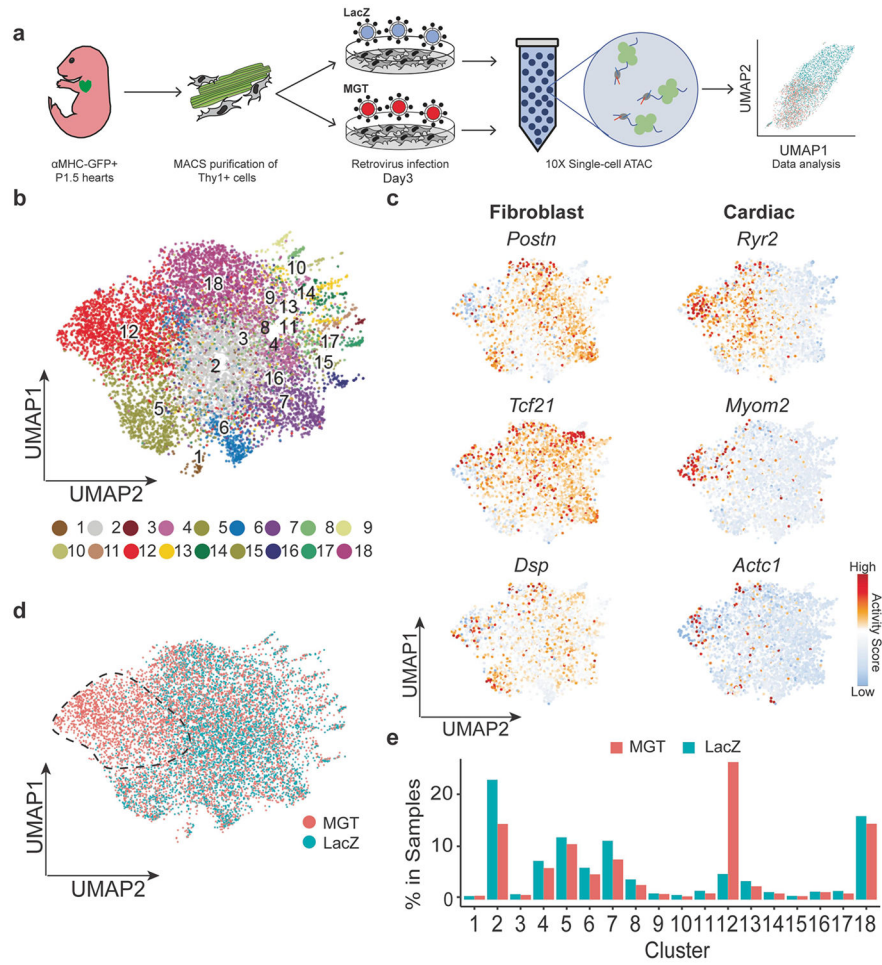 a
LacZ
MGT
αMHC-GFP+
P1.5 hearts
MACS purification of
Thy1+ cells
Retrovirus infection
Day3
10X Single-cell ATAC
UMAP2
UMAP1
Data analysis
b
10
18
9
14
13
12
8
11
3
4
17
2
15
16
5
7
6
1
UMAP1
UMAP2
1 2 3 4 5 6 7 8 9
10 11 12 13 14 15 16 17 18
c
Fibroblast Cardiac
Postn Ryr2
Tcf21 Myom2
Dsp Actc1
High
Activity Score
Low
UMAP1
UMAP2
d
UMAP1
UMAP2
MGT
LacZ
e
MGT LacZ
% in Samples
20
10
0
1 2 3 4 5 6 7 8 9 10 11 12 13 14 15 16 17 18
Cluster